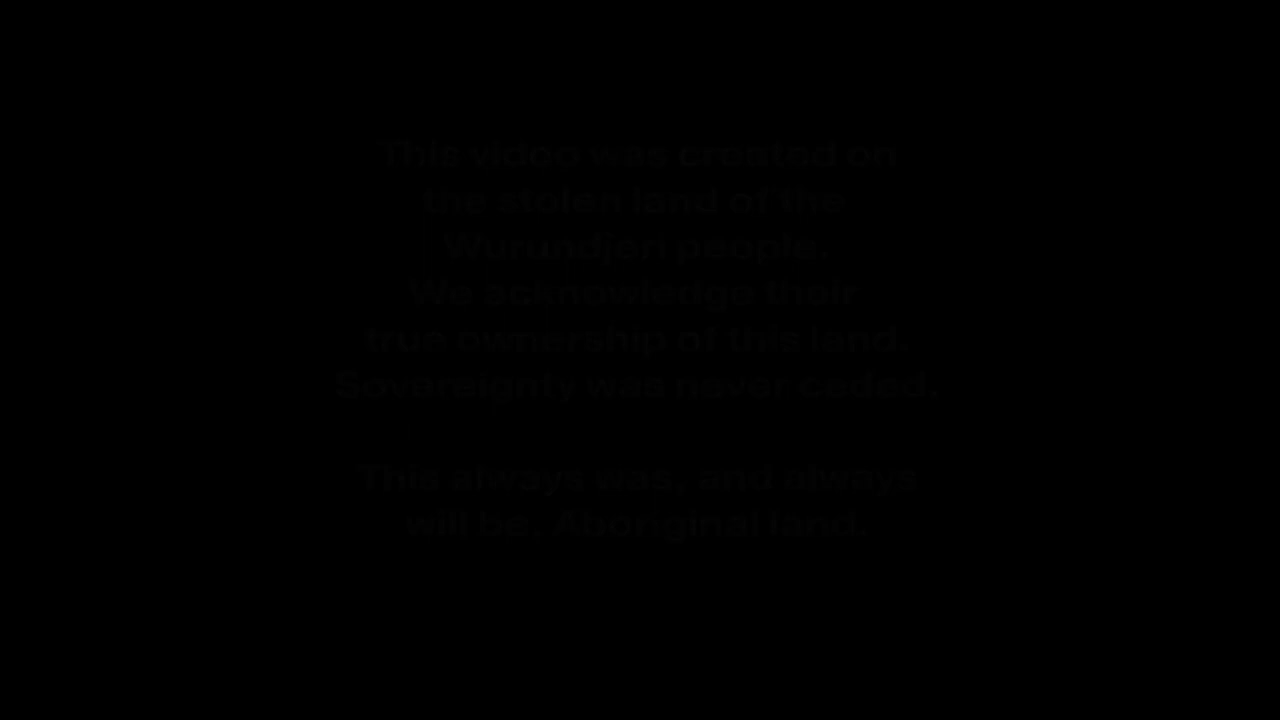 This video was created on
the stolen land of the
Wurundjeri people.
We acknowledge their
true ownership of this land.
Sovereignty was never ceded.
This always was, and always
will be, Aboriginal land.